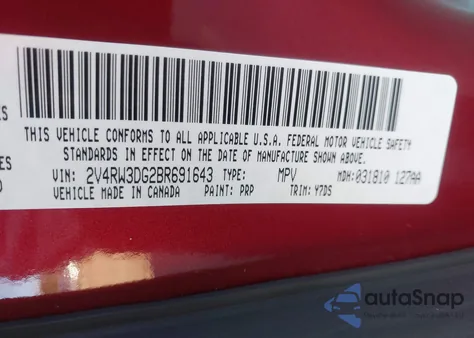 THIS VEHICLE CONFORMS TO ALL APPLICABLE U.S.A. FEDERAL MOTOR VEHICLE SAFETY
STANDARDS IN EFFECT ON THE DATE OF MANUFACTURE SHOWN ABOVE.
VIN: 2V4RW3DG2BR691643 TYPE: MPV MDH: 031810 127AA
VEHICLE MADE IN CANADA PAINT: PRP TRIM: Y7DS
autoSnap